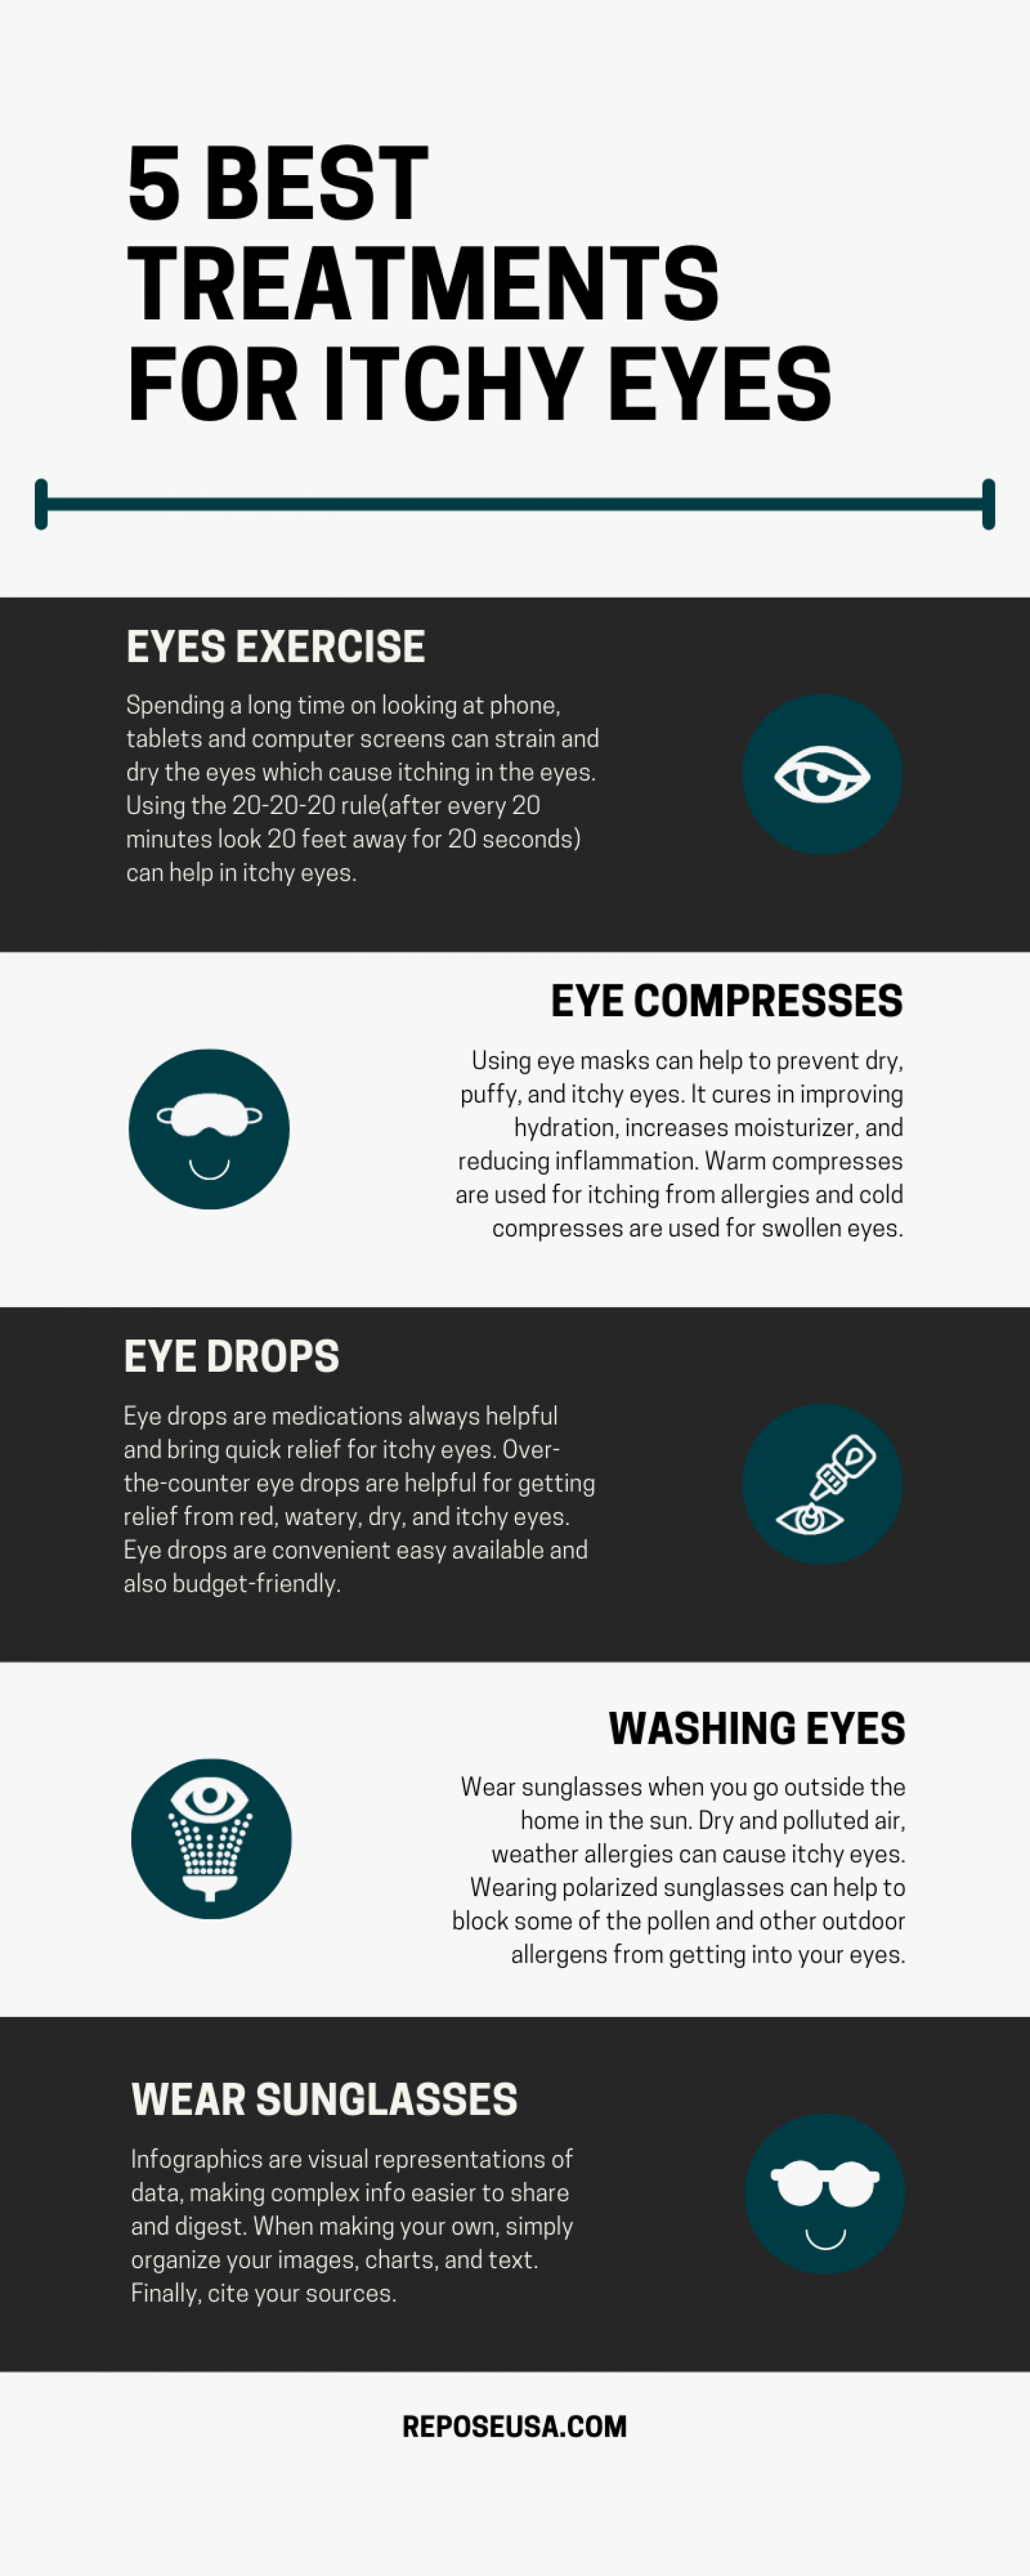 5 BEST
TREATMENTS
FOR ITCHY EYES
EYES EXERCISE
Spending a long time on looking at phone,
tablets and computer screens can strain and
dry the eyes which cause itching in the eyes.
Using the 20-20-20 rule(after every 20
minutes look 20 feet away for 20 seconds)
can help in itchy eyes.
EYE COMPRESSES
Using eye masks can help to prevent dry,
puffy, and itchy eyes. It cures in improving
hydration, increases moisturizer, and
reducing inflammation. Warm compresses
are used for itching from allergies and cold
compresses are used for swollen eyes.
EYE DROPS
Eye drops are medications always helpful
and bring quick relief for itchy eyes. Over-
the-counter eye drops are helpful for getting
relief from red, watery, dry, and itchy eyes.
Eye drops are convenient easy available and
also budget-friendly.
WASHING EYES
Wear sunglasses when you go outside the
home in the sun. Dry and polluted air,
weather allergies can cause itchy eyes.
Wearing polarized sunglasses can help to
block some of the pollen and other outdoor
allergens from getting into your eyes.
WEAR SUNGLASSES
Infographics are visual representations of
data, making complex info easier to share
and digest. When making your own, simply
organize your images, charts, and text.
Finally, cite your sources.
REPOSEUSA.COM